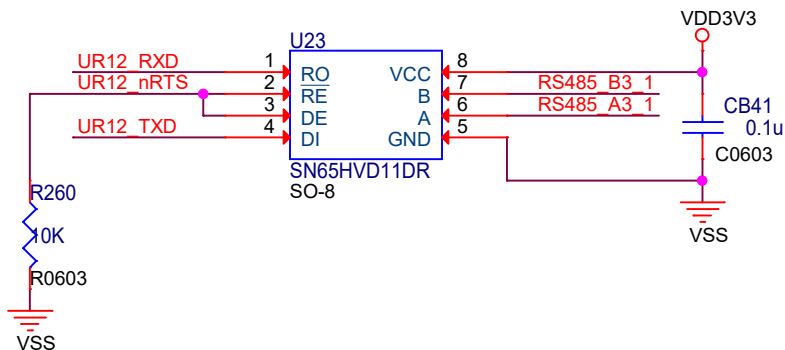 VDD3V3
U23
UR12_RXD 1 RO VCC 8
UR12_nRTS 2 RE B 7 RS485_B3_1
3 DE A 6 RS485_A3_1
UR12_TXD 4 DI GND 5
CB41
0.1u
C0603
SN65HVD11DR
SO-8
R260
10K
R0603
VSS
VSS